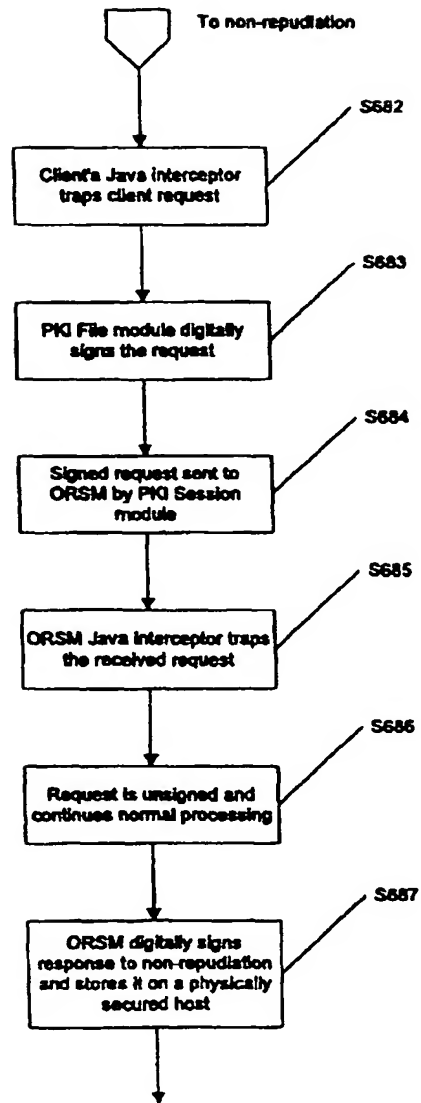 To non-repudiation
S682
Client's Java interceptor
traps client request
S683
PKI File module digitally
signs the request
S684
Signed request sent to
ORSM by PKI Session
module
S685
ORSM Java interceptor traps
the received request
S686
Request is unsigned and
continues normal processing
S687
ORSM digitally signs
response to non-repudiation
and stores it on a physically
secured host